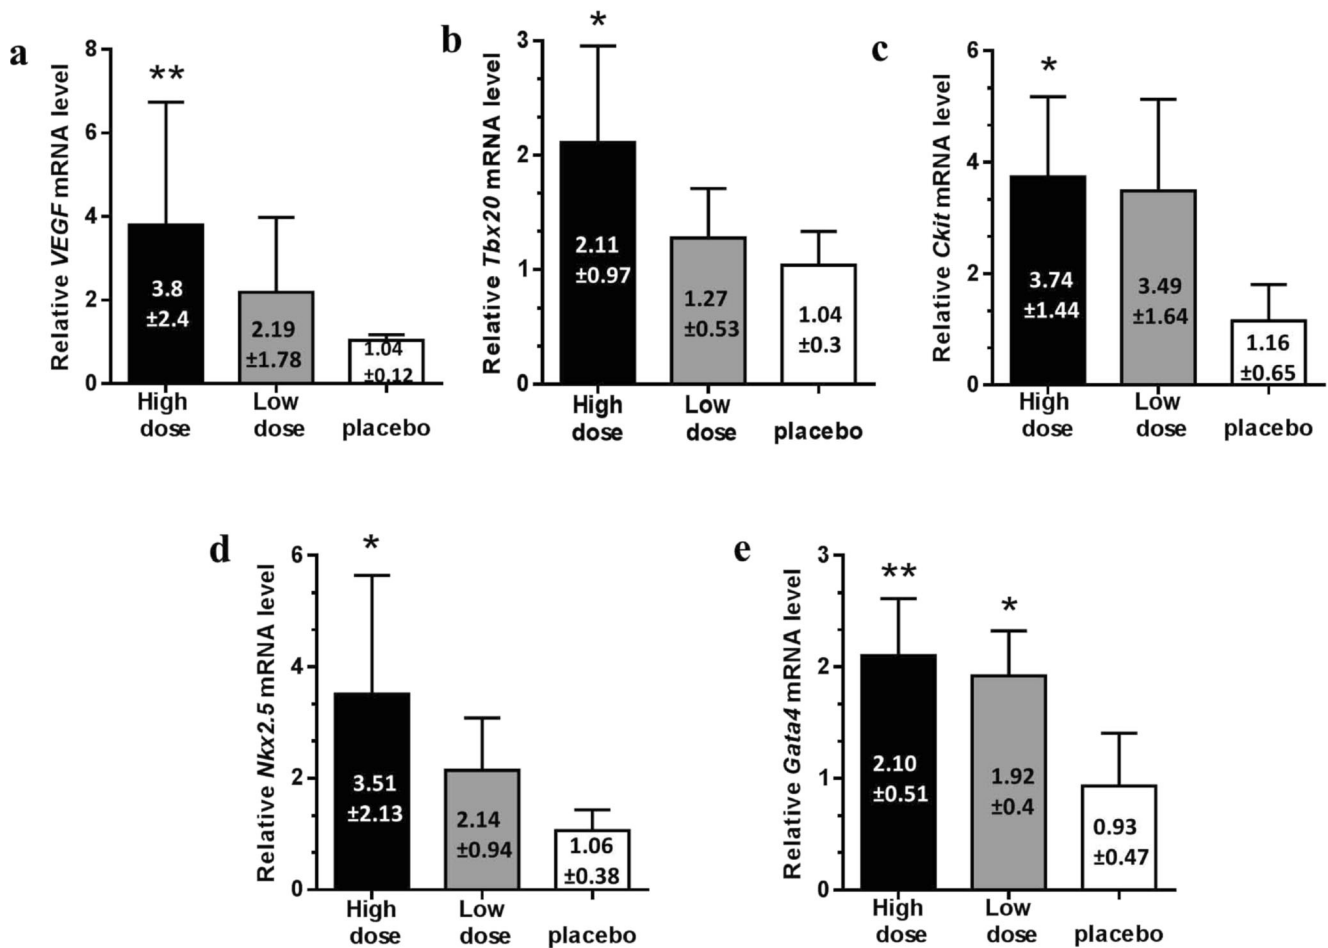 a
Relative VEGF mRNA level
8
6
4
2
0
**
3.8
±2.4
2.19
±1.78
1.04
±0.12
High
dose
Low
dose
placebo
b
Relative Tbx20 mRNA level
3
2
1
0
*
2.11
±0.97
1.27
±0.53
1.04
±0.3
High
dose
Low
dose
placebo
c
Relative Ckit mRNA level
6
4
2
0
*
3.74
±1.44
3.49
±1.64
1.16
±0.65
High
dose
Low
dose
placebo
d
Relative Nkx2.5 mRNA level
6
4
2
0
*
3.51
±2.13
2.14
±0.94
1.06
±0.38
High
dose
Low
dose
placebo
e
Relative Gata4 mRNA level
3
2
1
0
**
*
2.10
±0.51
1.92
±0.4
0.93
±0.47
High
dose
Low
dose
placebo